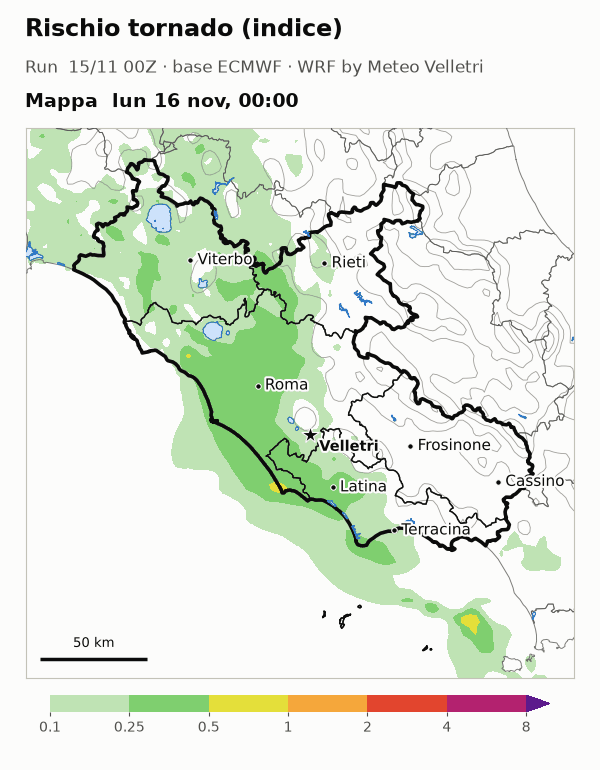 Rischio tornado (indice)
Run 15/11 00Z · base ECMWF · WRF by Meteo Velletri
Mappa lun 16 nov, 00:00
Viterbo
Rieti
Roma
Velletri
Frosinone
Latina
Cassino
Terracina
50 km
0.1 0.25 0.5 1 2 4 8